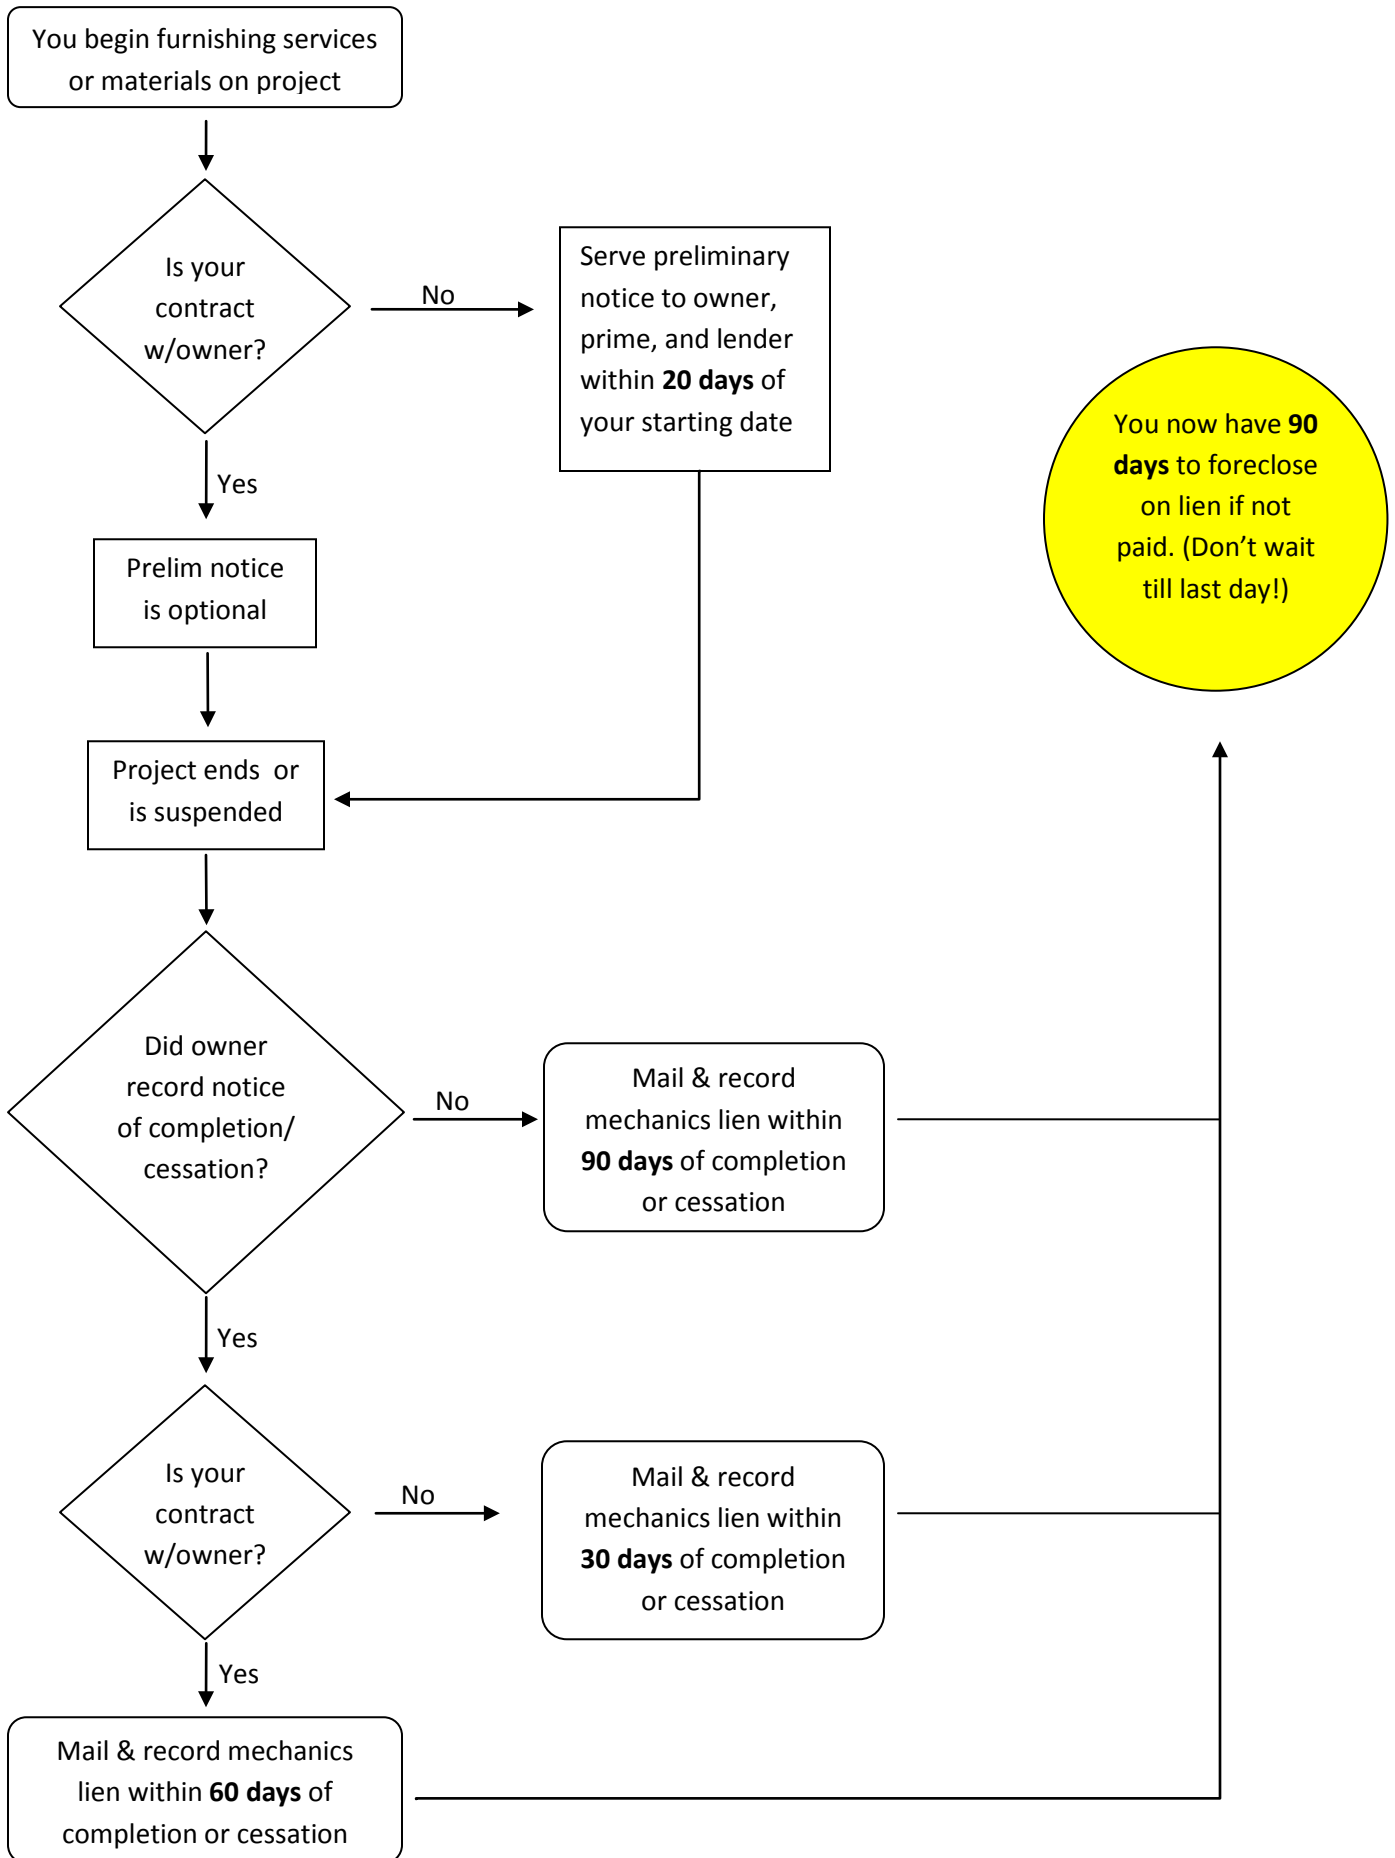 You begin furnishing services
or materials on project
Is your
contract
w/owner?
No
Serve preliminary
notice to owner,
prime, and lender
within 20 days of
your starting date
Yes
Prelim notice
is optional
Project ends  or
is suspended
You now have 90
days to foreclose
on lien if not
paid. (Don’t wait
till last day!)
Did owner
record notice
of completion/
cessation?
No
Mail & record
mechanics lien within
90 days of completion
or cessation
Yes
Is your
contract
w/owner?
No
Mail & record
mechanics lien within
30 days of completion
or cessation
Yes
Mail & record mechanics
lien within 60 days of
completion or cessation